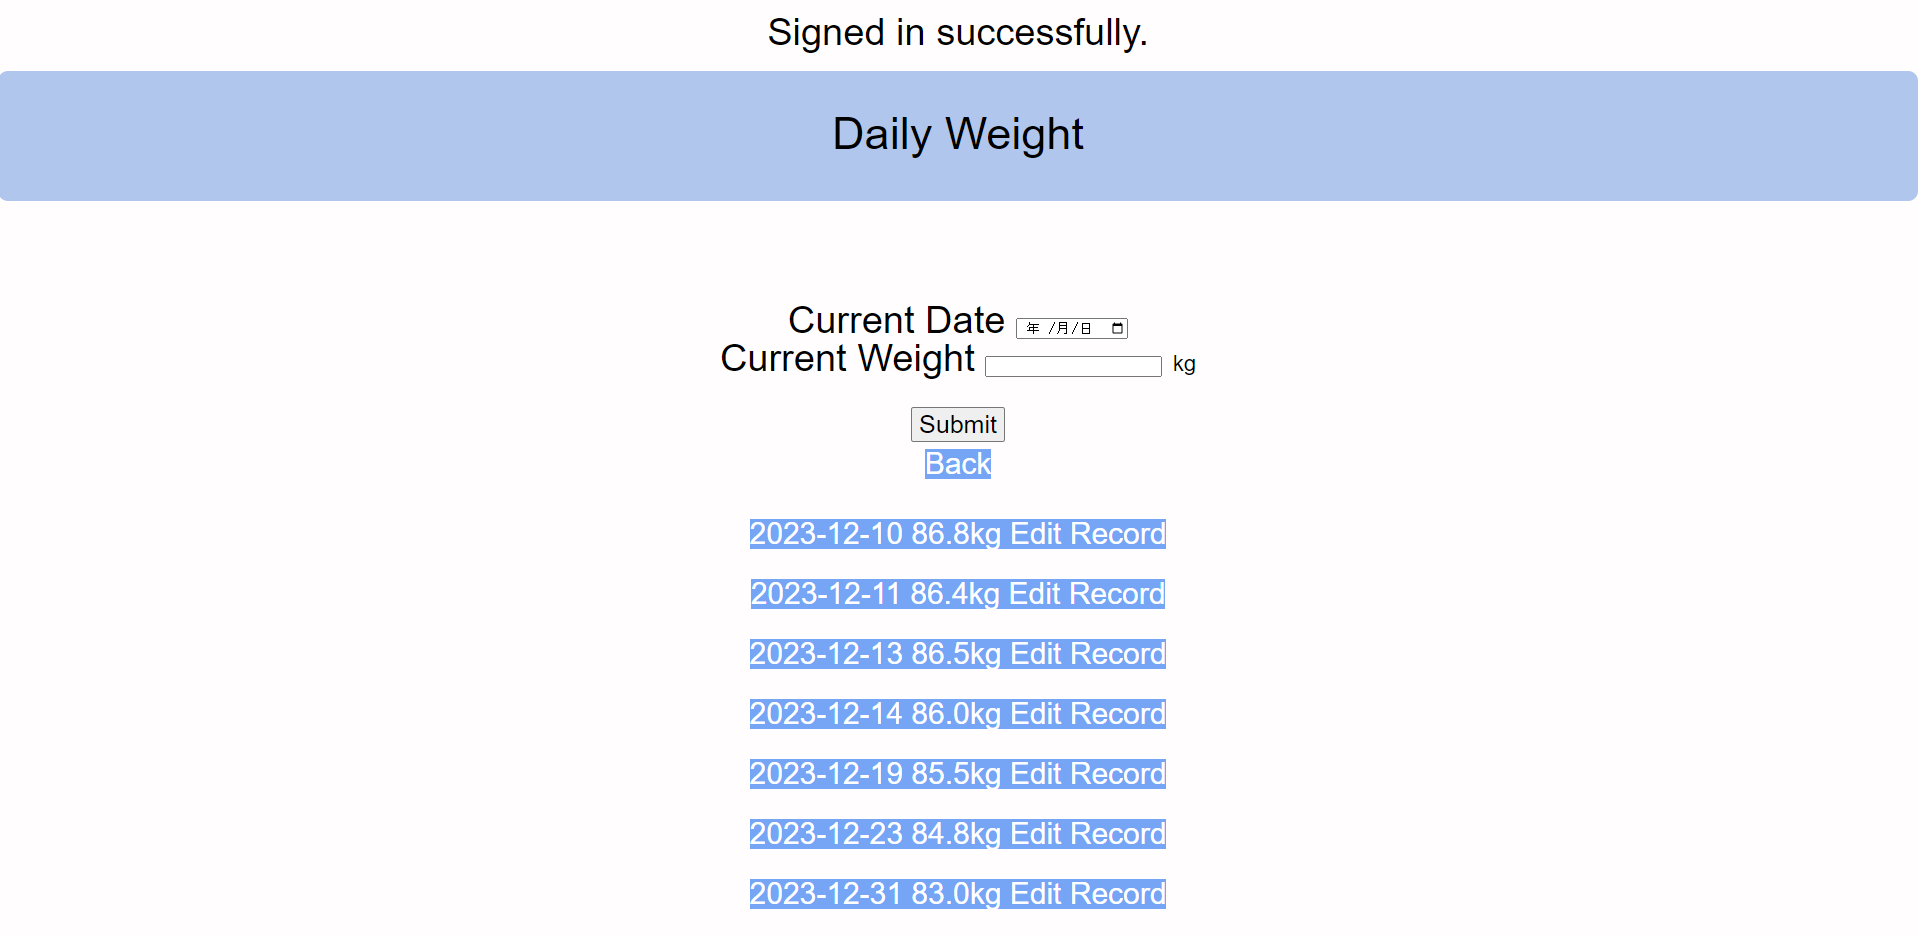 Signed in successfully.
Daily Weight
Current Date 年 /月/日
Current Weight kg
Submit
Back
2023-12-10 86.8kg Edit Record
2023-12-11 86.4kg Edit Record
2023-12-13 86.5kg Edit Record
2023-12-14 86.0kg Edit Record
2023-12-19 85.5kg Edit Record
2023-12-23 84.8kg Edit Record
2023-12-31 83.0kg Edit Record